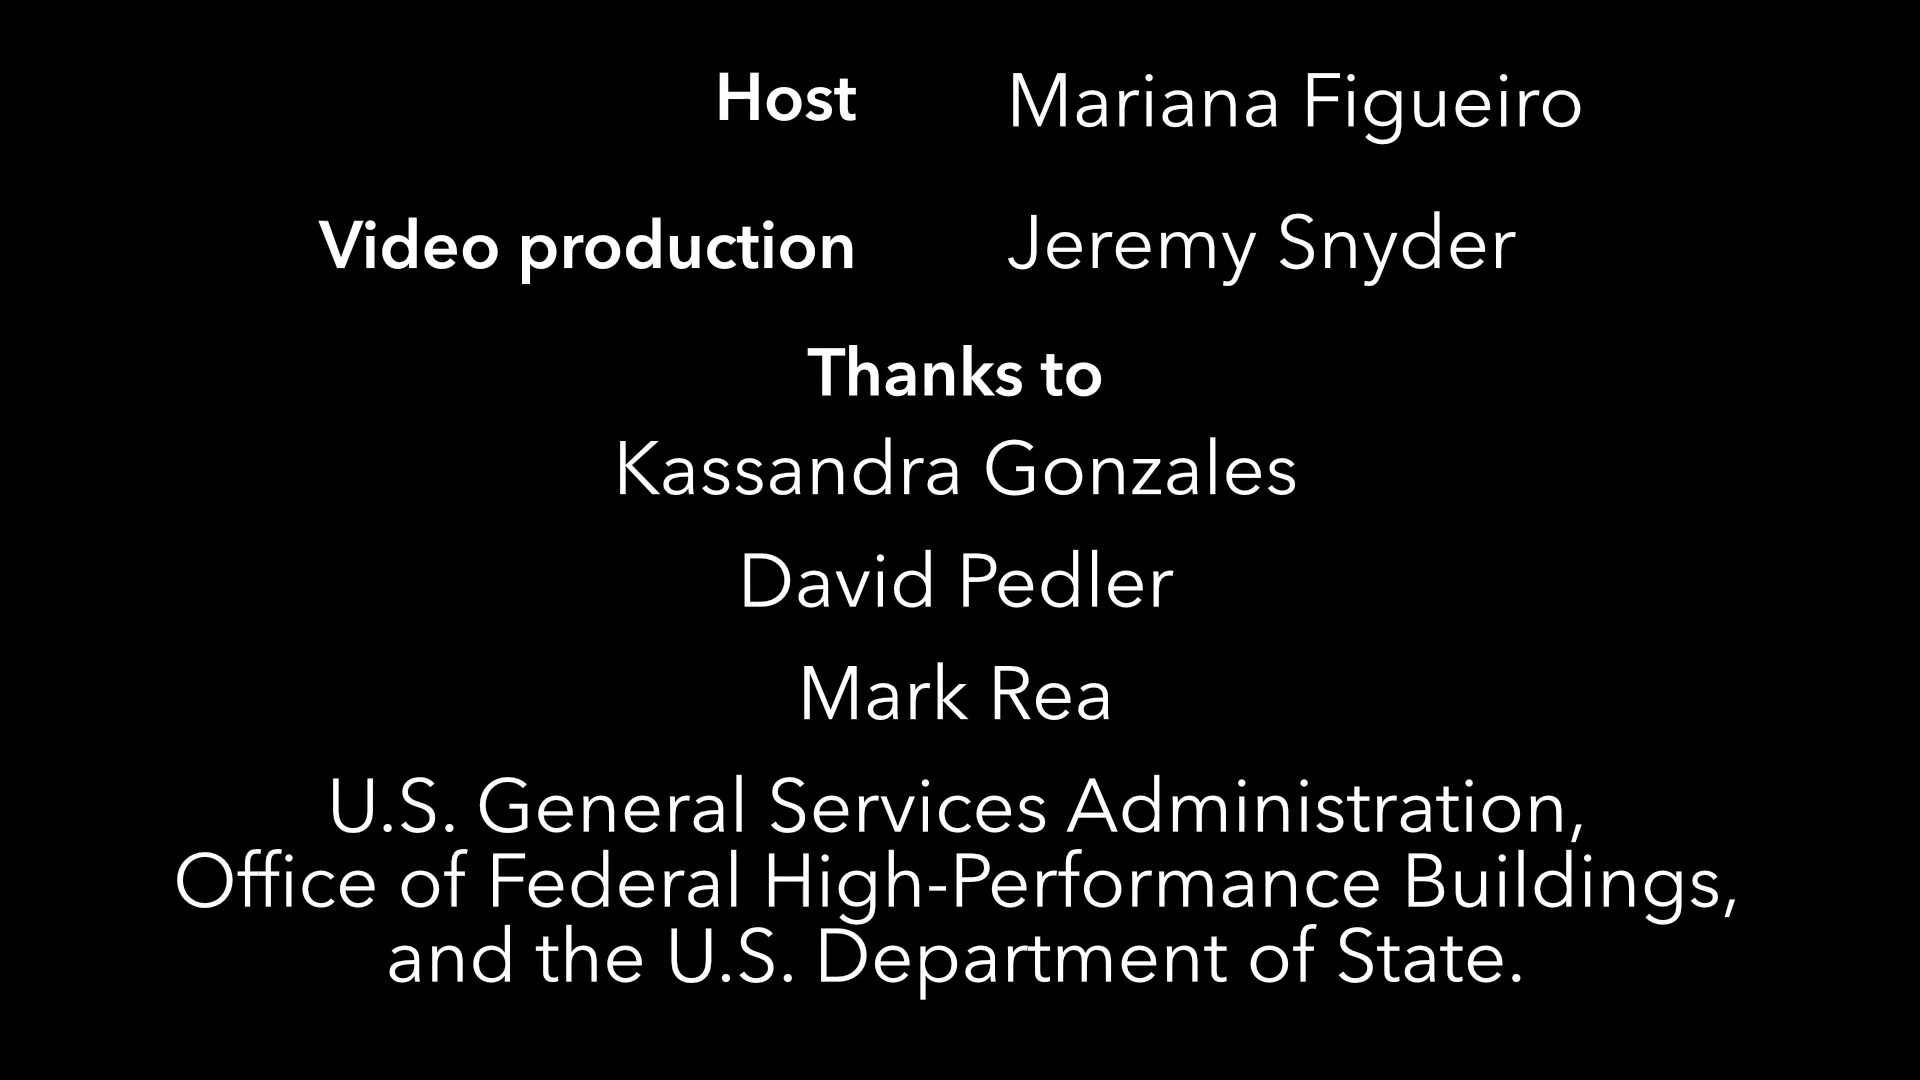 Host Mariana Figueiro
Video production Jeremy Snyder
Thanks to
Kassandra Gonzales
David Pedler
Mark Rea
U.S. General Services Administration,
Office of Federal High-Performance Buildings,
and the U.S. Department of State.